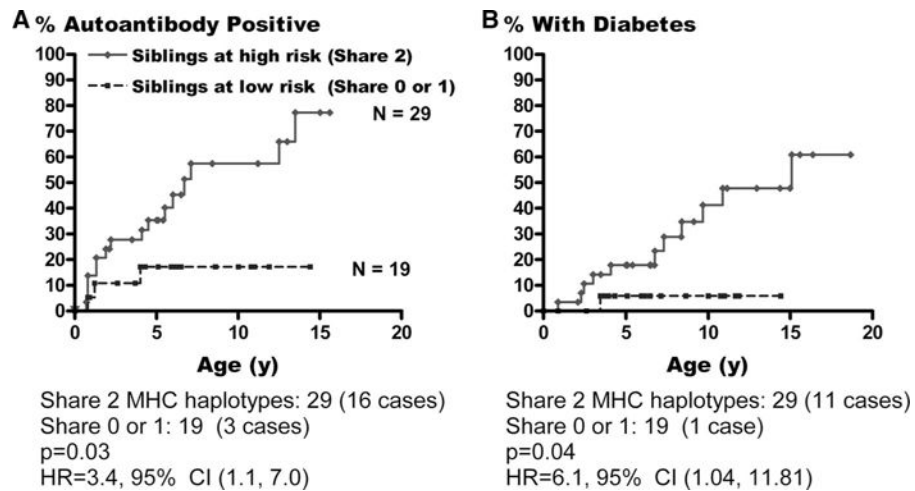 A % Autoantibody Positive
100
90
80
70
60
50
40
30
20
10
0
0 5 10 15 20
Siblings at high risk (Share 2)
Siblings at low risk (Share 0 or 1)
N = 29
N = 19
Age (y)
Share 2 MHC haplotypes: 29 (16 cases)
Share 0 or 1: 19 (3 cases)
p=0.03
HR=3.4, 95% CI (1.1, 7.0)
B % With Diabetes
100
90
80
70
60
50
40
30
20
10
0
0 5 10 15 20
Age (y)
Share 2 MHC haplotypes: 29 (11 cases)
Share 0 or 1: 19 (1 case)
p=0.04
HR=6.1, 95% CI (1.04, 11.81)